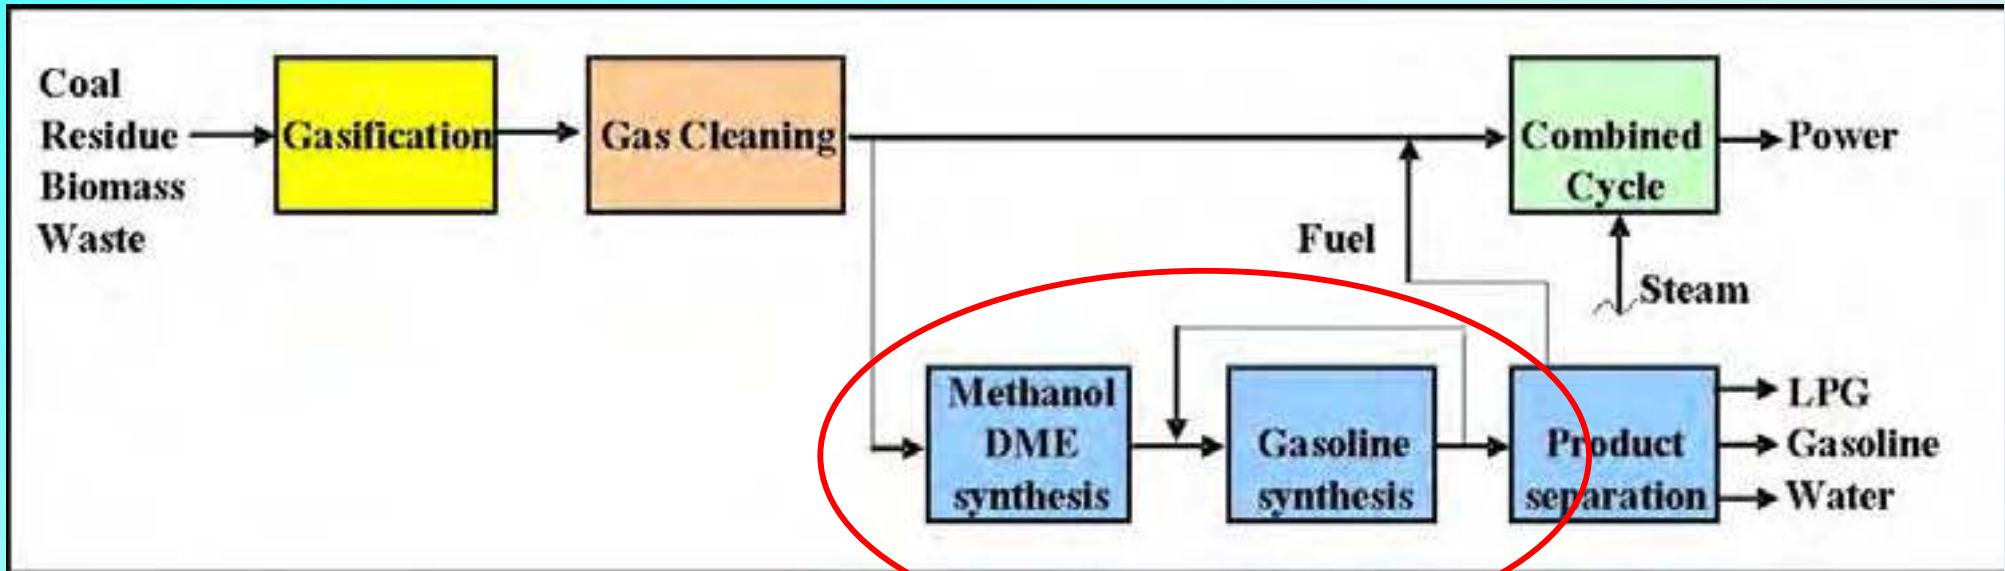 Coal
Residue
Biomass
Waste
Gasification
Gas Cleaning
Combined
Cycle
Power
Fuel
Steam
Methanol
DME
synthesis
Gasoline
synthesis
Product
separation
LPG
Gasoline
Water